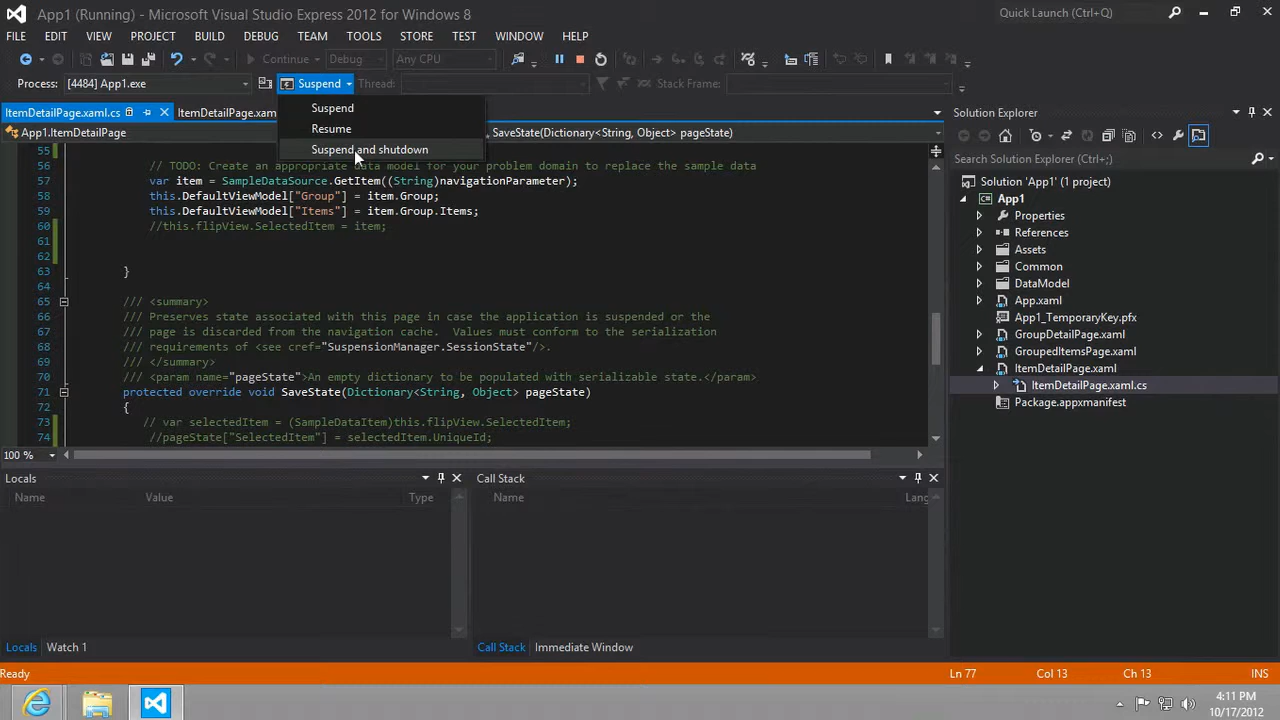 App1 (Running) - Microsoft Visual Studio Express 2012 for Windows 8
Quick Launch (Ctrl+Q)
FILE EDIT VIEW PROJECT BUILD DEBUG TEAM TOOLS STORE TEST WINDOW HELP
Continue Debug Any CPU
Process: [4484] App1.exe Suspend Thread: Stack Frame:
Suspend
Resume
Suspend and shutdown
ItemDetailPage.xaml.cs ItemDetailPage.xam
App1.ItemDetailPage SaveState(Dictionary<String, Object> pageState)
55
56 // TODO: Create an appropriate data model for your problem domain to replace the sample data
57 var item = SampleDataSource.GetItem((String)navigationParameter);
58 this.DefaultViewModel["Group"] = item.Group;
59 this.DefaultViewModel["Items"] = item.Group.Items;
60 //this.flipView.SelectedItem = item;
61
62
63 }
64
65 /// <summary>
66 /// Preserves state associated with this page in case the application is suspended or the
67 /// page is discarded from the navigation cache.  Values must conform to the serialization
68 /// requirements of <see cref="SuspensionManager.SessionState"/>.
69 /// </summary>
70 /// <param name="pageState">An empty dictionary to be populated with serializable state.</param>
71 protected override void SaveState(Dictionary<String, Object> pageState)
72 {
73 // var selectedItem = (SampleDataItem)this.flipView.SelectedItem;
74 //pageState["SelectedItem"] = selectedItem.UniqueId;
100 %
Solution Explorer
Search Solution Explorer (Ctrl+;)
Solution 'App1' (1 project)
App1
Properties
References
Assets
Common
DataModel
App.xaml
App1_TemporaryKey.pfx
GroupDetailPage.xaml
GroupedItemsPage.xaml
ItemDetailPage.xaml
ItemDetailPage.xaml.cs
Package.appxmanifest
Locals
Name Value Type
Call Stack
Name Lang
Locals Watch 1
Call Stack Immediate Window
Ready Ln 77 Col 13 Ch 13 INS
4:11 PM
10/17/2012